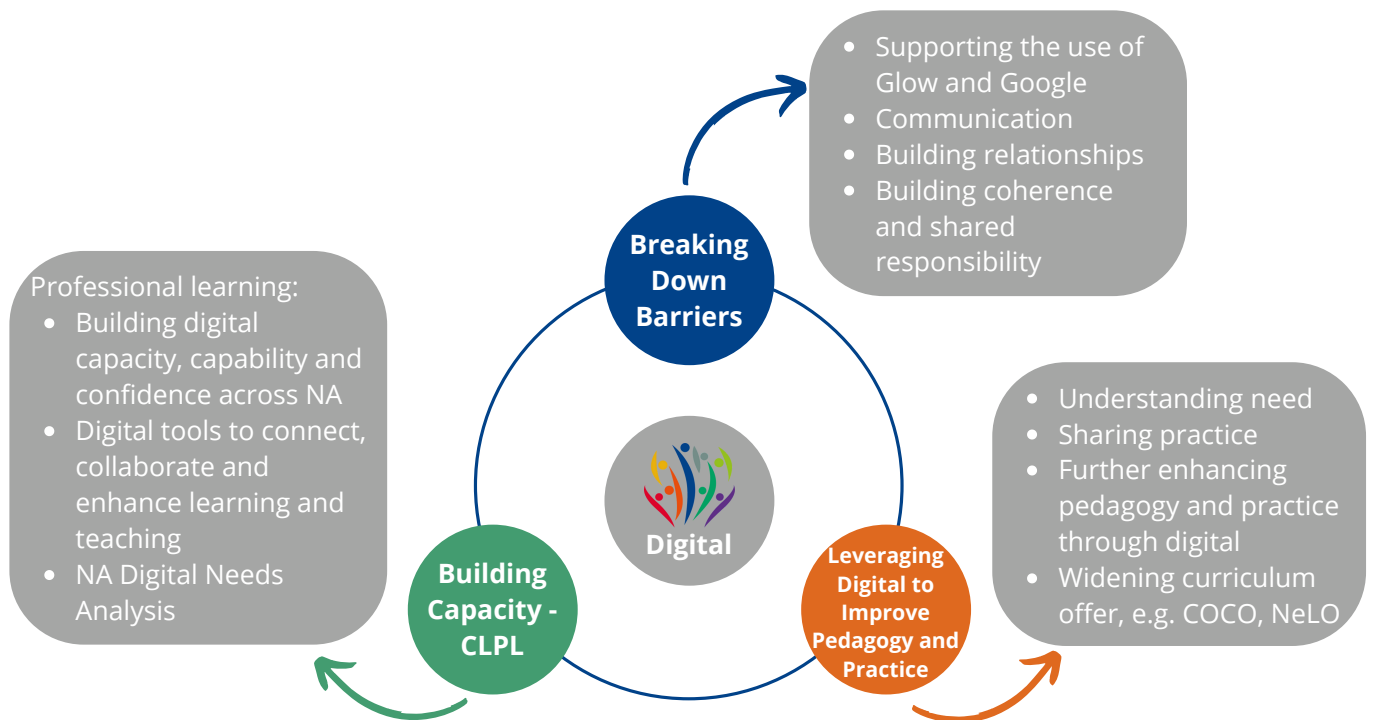 • Supporting the use of
Glow and Google
• Communication
• Building relationships
• Building coherence
and shared
responsibility
Breaking
Down
Barriers
Professional learning:
• Building digital
capacity, capability and
confidence across NA
• Digital tools to connect,
collaborate and
enhance learning and
teaching
• NA Digital Needs
Analysis
• Understanding need
• Sharing practice
• Further enhancing
pedagogy and practice
through digital
• Widening curriculum
offer, e.g. COCO, NeLO
Digital
Building
Capacity -
CLPL
Leveraging
Digital to
Improve
Pedagogy and
Practice